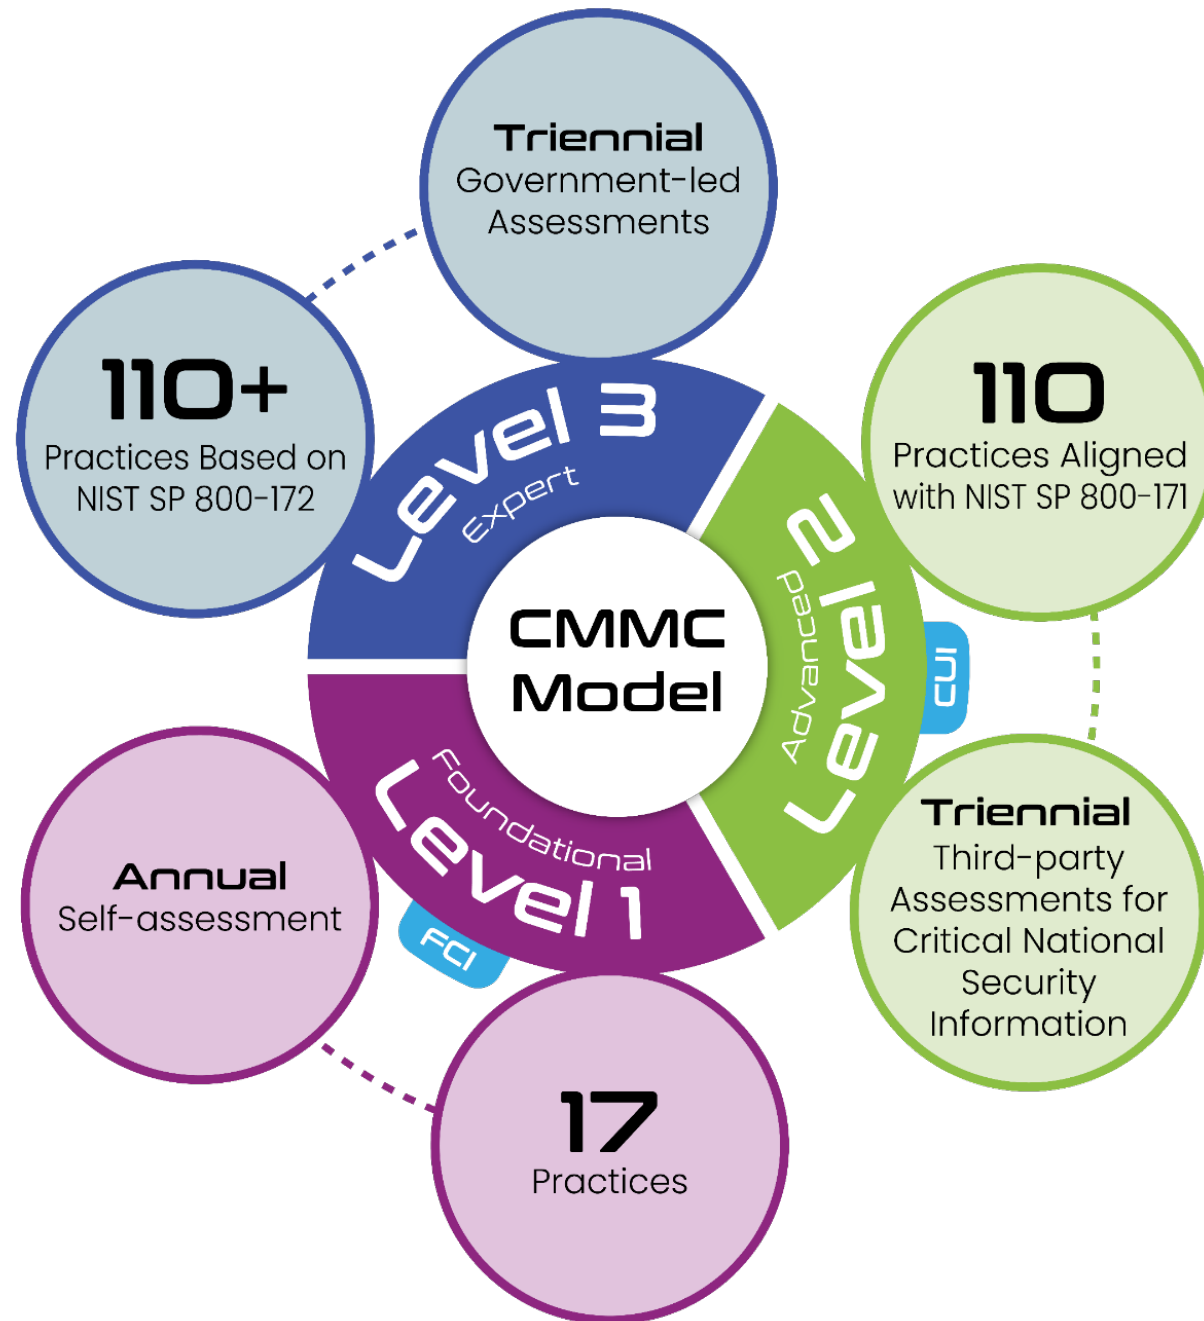 Triennial
Government-led
Assessments
110+
Practices Based on
NIST SP 800-172
Level 3
Expert
110
Practices Aligned
with NIST SP 800-171
Level 2
Advanced
CUI
CMMC
Model
Triennial
Third-party
Assessments for
Critical National
Security
Information
Foundational
Level 1
FCI
Annual
Self-assessment
17
Practices